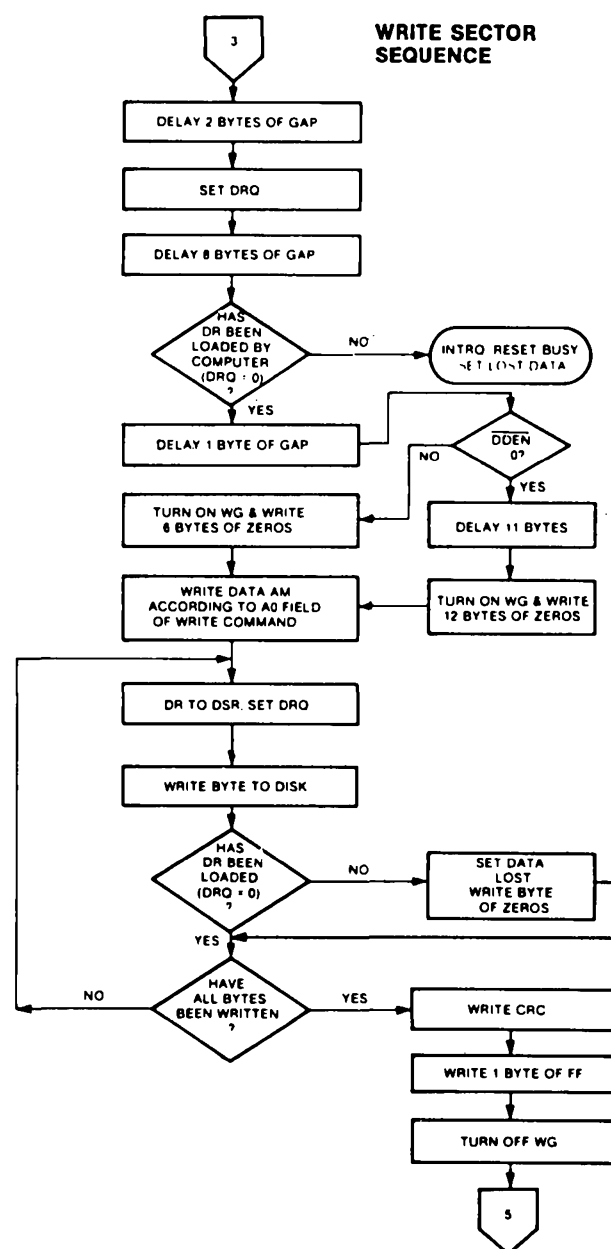 WRITE SECTOR
SEQUENCE
3
DELAY 2 BYTES OF GAP
SET DRQ
DELAY 8 BYTES OF GAP
HAS
DR BEEN
LOADED BY
COMPUTER
(DRQ = 0)
?
NO
INTRQ RESET BUSY
SET LOST DATA
YES
DELAY 1 BYTE OF GAP
DDEN
0?
NO
YES
TURN ON WG & WRITE
6 BYTES OF ZEROS
DELAY 11 BYTES
WRITE DATA AM
ACCORDING TO A0 FIELD
OF WRITE COMMAND
TURN ON WG & WRITE
12 BYTES OF ZEROS
DR TO DSR. SET DRQ
WRITE BYTE TO DISK
HAS
DR BEEN
LOADED
(DRQ = 0)
?
NO
SET DATA
LOST
WRITE BYTE
OF ZEROS
YES
HAVE
ALL BYTES
BEEN WRITTEN
?
NO
YES
WRITE CRC
WRITE 1 BYTE OF FF
TURN OFF WG
5